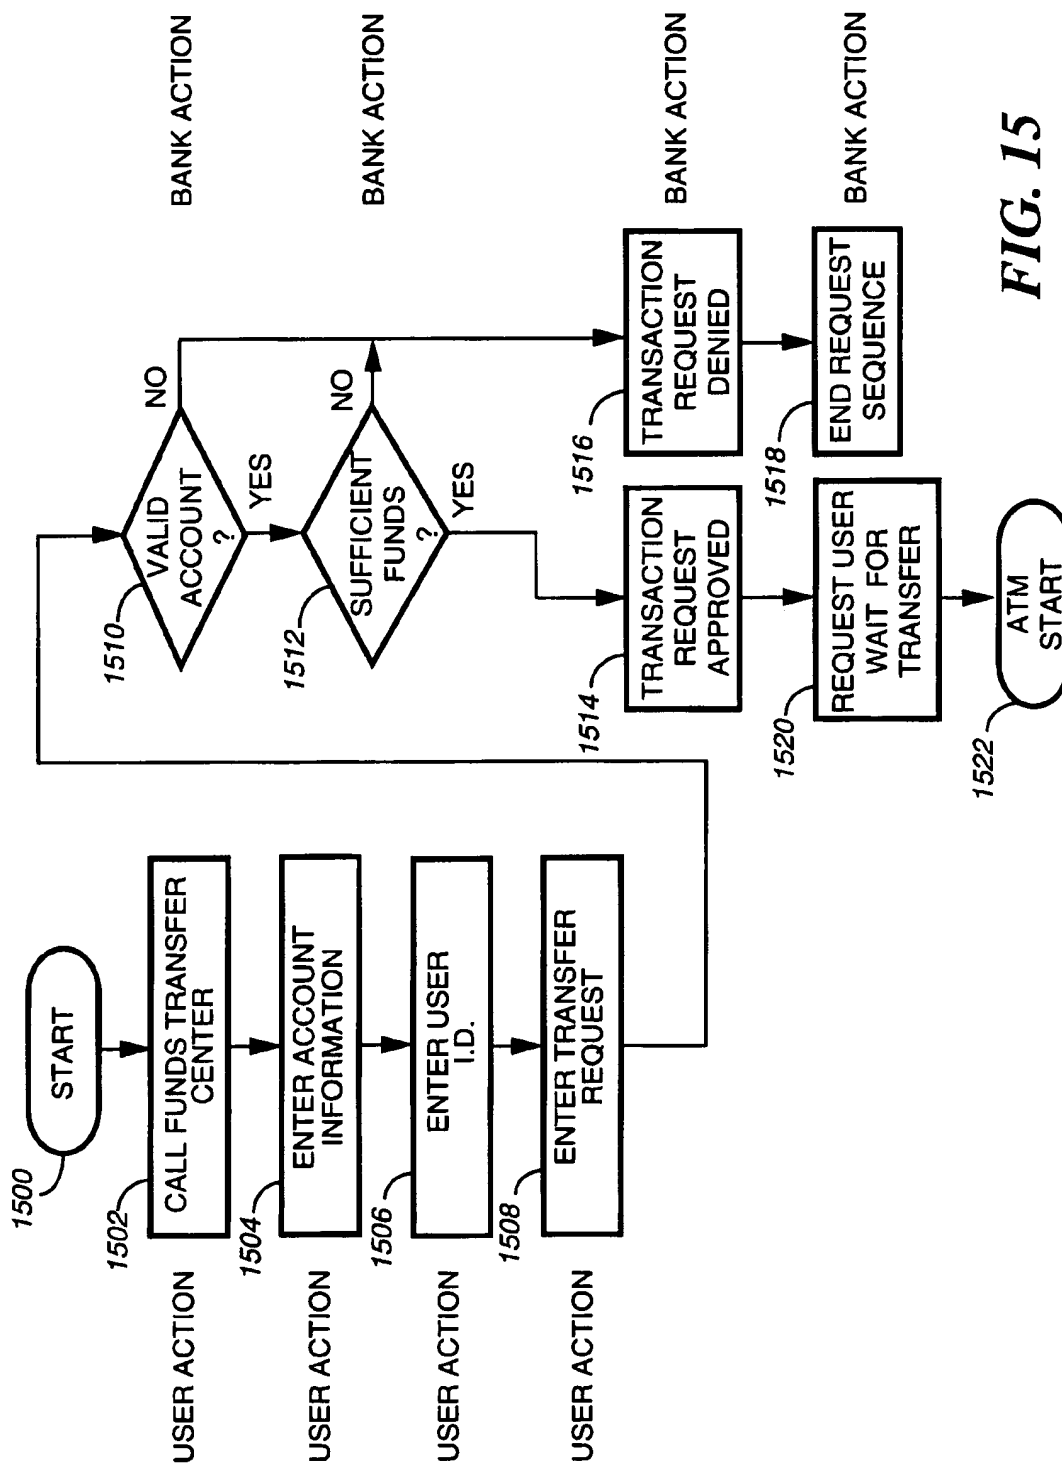 1500
START
USER ACTION
1502
CALL FUNDS TRANSFER
CENTER
USER ACTION
1504
ENTER ACCOUNT
INFORMATION
USER ACTION
1506
ENTER USER
I.D.
USER ACTION
1508
ENTER TRANSFER
REQUEST
1510
VALID
ACCOUNT
?
NO
YES
BANK ACTION
1512
SUFFICIENT
FUNDS
?
NO
YES
BANK ACTION
1514
TRANSACTION
REQUEST
APPROVED
1516
TRANSACTION
REQUEST
DENIED
BANK ACTION
1520
REQUEST USER
WAIT FOR
TRANSFER
1518
END REQUEST
SEQUENCE
BANK ACTION
1522
ATM
START
FIG. 15